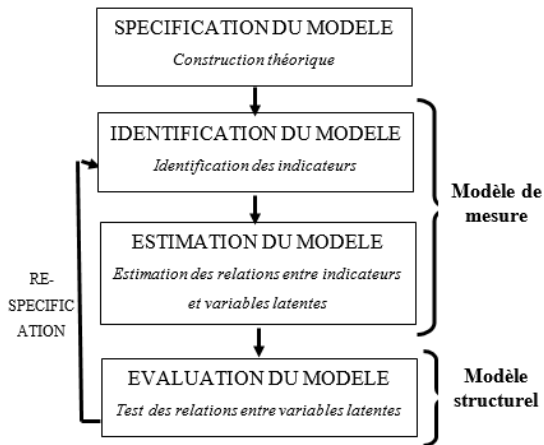 SPECIFICATION DU MODELE
Construction théorique
IDENTIFICATION DU MODELE
Identification des indicateurs
Modèle de
mesure
ESTIMATION DU MODELE
Estimation des relations entre indicateurs
et variables latentes
RE-
SPECIFIC
ATION
EVALUATION DU MODELE
Test des relations entre variables latentes
Modèle
structurel